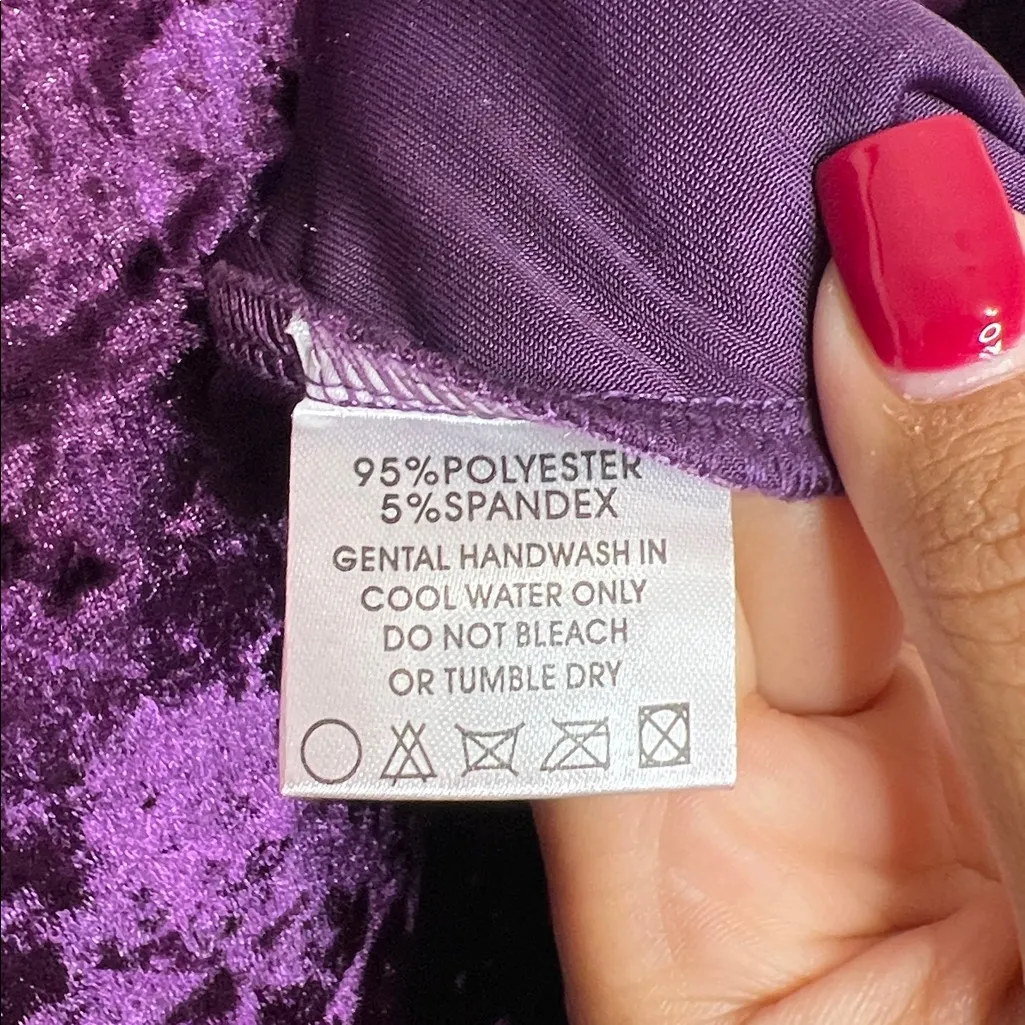 95%POLYESTER
5%SPANDEX
GENTAL HANDWASH IN
COOL WATER ONLY
DO NOT BLEACH
OR TUMBLE DRY